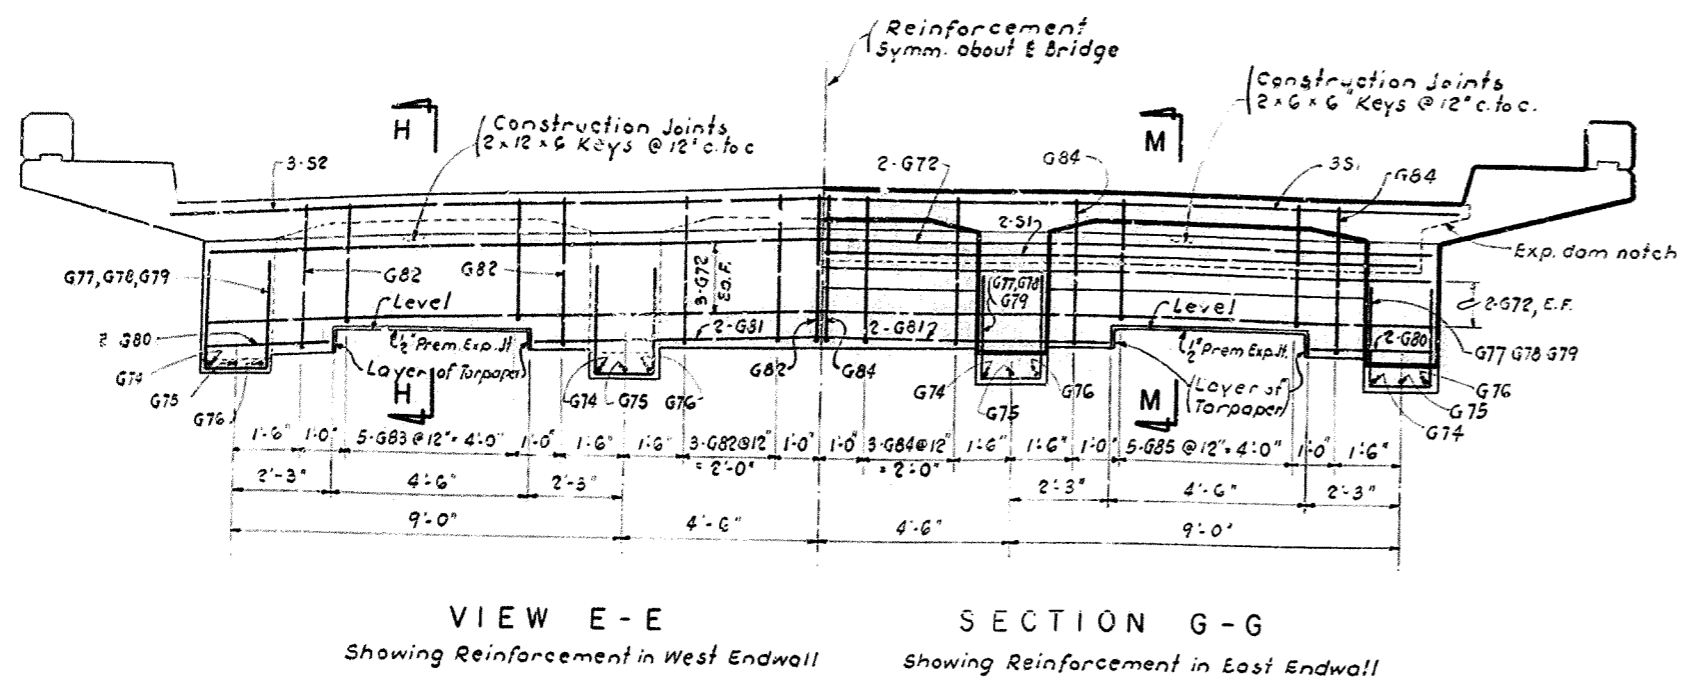 Reinforcement
Symm. about ℄ Bridge
Construction Joints
2 x 6 x 6" Keys @ 12" c. to c.
H
Construction Joints
2 x 12 x 6 Keys @ 12" c. to c
M
3-S2
2-G72
G84
3S1
G84
2-S1
Exp. dam notch
G77, G78, G79
G82
G82
3-G72
Ea. F.
G77, G78
G79
2-G72, E.F.
Level
Level
2 G80
2-G81
2-G81
2-G80
½" Prem. Exp. Jt.
½" Prem. Exp. Jt.
G77 G78 G79
G74
Layer of Tarpaper
G82
G84
G74
G76
Layer of
Tarpaper
G76
G75
G76
H
G74
G75
G76
G75
M
G75
G74
1'-6"
1'-0"
5-G83 @ 12" = 4'-0"
1'-0"
1'-6"
1'-6"
3-G82@12"
= 2'-0"
1'-0"
1'-0"
3-G84@12"
= 2'-0"
1'-6"
1'-6"
1'-0"
5-G85 @ 12" = 4'-0"
1'-0"
1'-6"
2'-3"
4'-6"
2'-3"
2'-3"
4'-6"
2'-3"
9'-0"
4'-6"
4'-6"
9'-0"
VIEW E-E
SECTION G-G
Showing Reinforcement in West Endwall
Showing Reinforcement in East Endwall